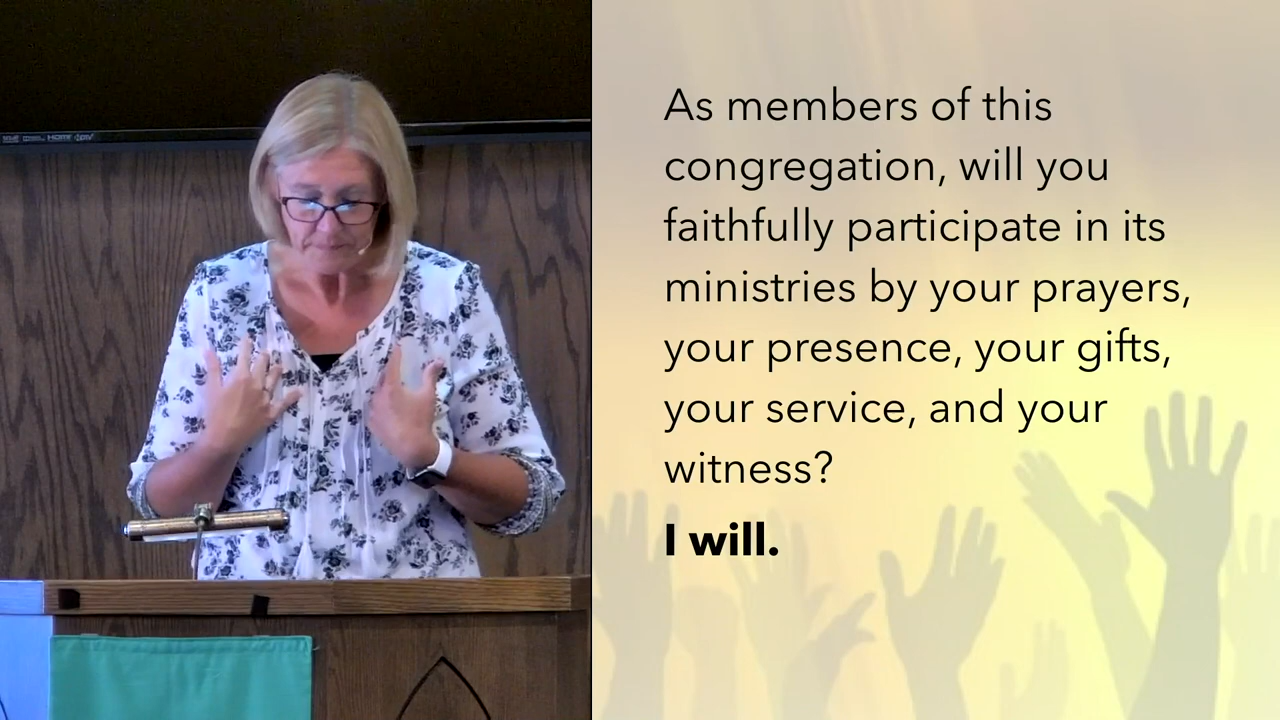 As members of this
congregation, will you
faithfully participate in its
ministries by your prayers,
your presence, your gifts,
your service, and your
witness?
I will.
HDMI